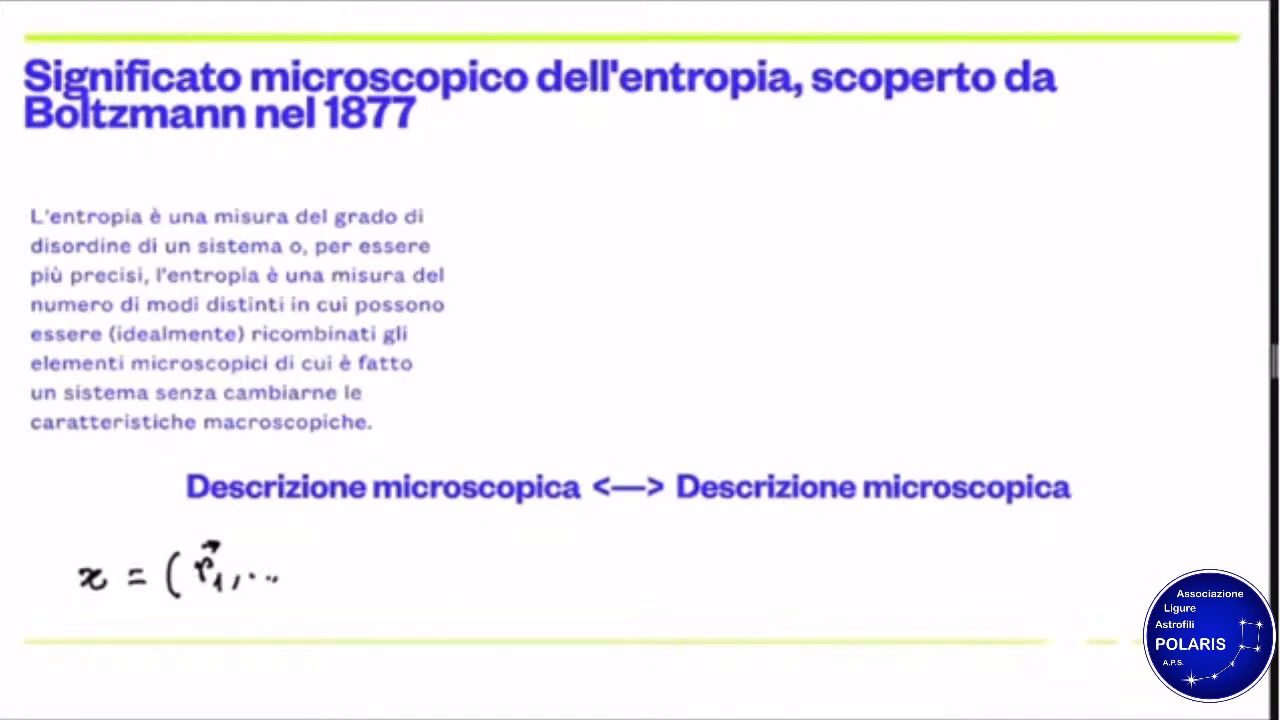 Significato microscopico dell'entropia, scoperto da
Boltzmann nel 1877
L'entropia è una misura del grado di
disordine di un sistema o, per essere
più precisi, l'entropia è una misura del
numero di modi distinti in cui possono
essere (idealmente) ricombinati gli
elementi microscopici di cui è fatto
un sistema senza cambiarne le
caratteristiche macroscopiche.
Descrizione microscopica <—> Descrizione microscopica
x = ( r⃗₁, ...
Associazione
Ligure
Astrofili
POLARIS
A.P.S.